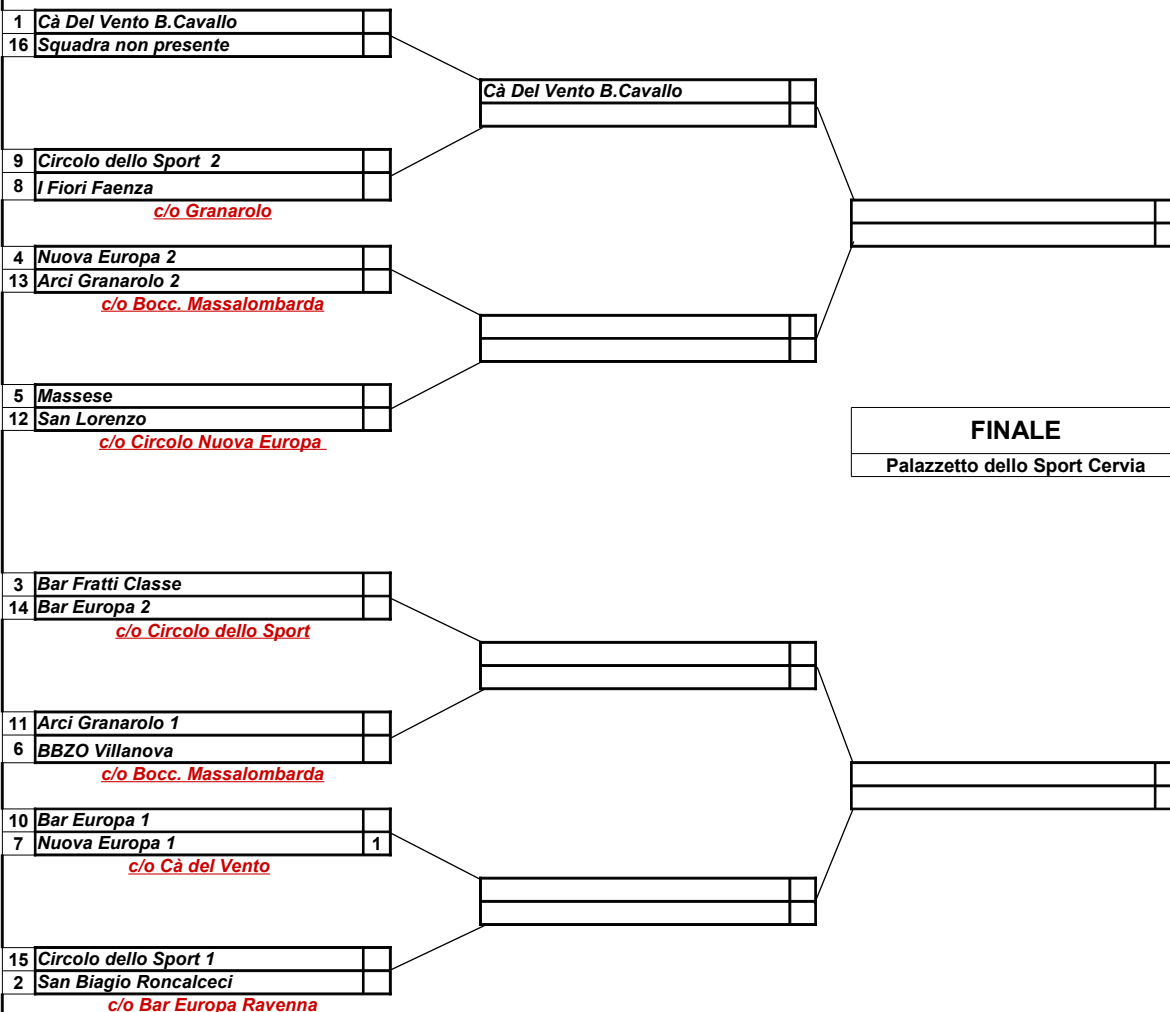 1 Cà Del Vento B.Cavallo
16 Squadra non presente
Cà Del Vento B.Cavallo
9 Circolo dello Sport 2
8 I Fiori Faenza
c/o Granarolo
4 Nuova Europa 2
13 Arci Granarolo 2
c/o Bocc. Massalombarda
5 Massese
12 San Lorenzo
c/o Circolo Nuova Europa
FINALE
Palazzetto dello Sport Cervia
3 Bar Fratti Classe
14 Bar Europa 2
c/o Circolo dello Sport
11 Arci Granarolo 1
6 BBZO Villanova
c/o Bocc. Massalombarda
10 Bar Europa 1
7 Nuova Europa 1 1
c/o Cà del Vento
15 Circolo dello Sport 1
2 San Biagio Roncalceci
c/o Bar Europa Ravenna